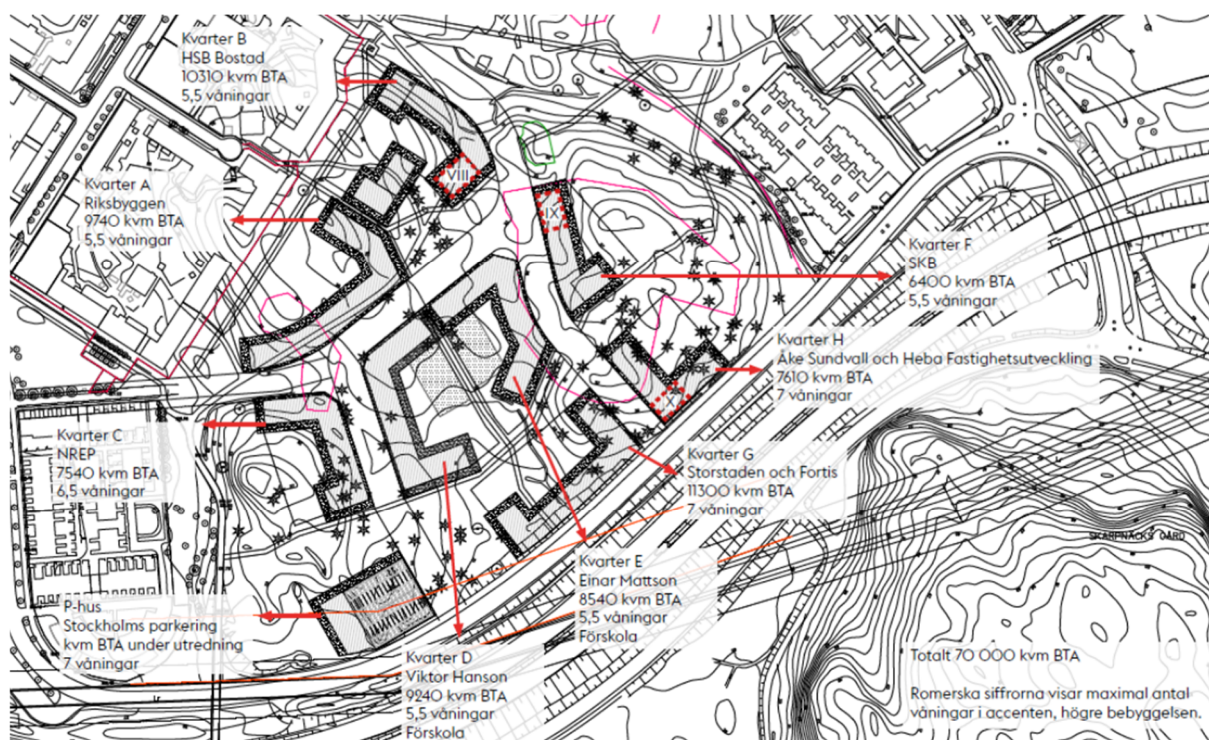 Kvarter B
HSB Bostad
10310 kvm BTA
5,5 våningar
VIII
Kvarter A
Riksbyggen
9740 kvm BTA
5,5 våningar
IX
Kvarter F
SKB
6400 kvm BTA
5,5 våningar
Kvarter H
Åke Sundvall och Heba Fastighetsutveckling
7610 kvm BTA
7 våningar
X
Kvarter C
NREP
7540 kvm BTA
6,5 våningar
Kvarter G
Storstaden och Fortis
11300 kvm BTA
7 våningar
SKARPNÄCKS GÅRD
Kvarter E
Einar Mattson
8540 kvm BTA
5,5 våningar
Förskola
P-hus
Stockholms parkering
kvm BTA under utredning
7 våningar
Kvarter D
Viktor Hanson
9240 kvm BTA
5,5 våningar
Förskola
Totalt 70 000 kvm BTA
Romerska siffrorna visar maximal antal
våningar i accenten, högre bebyggelsen.